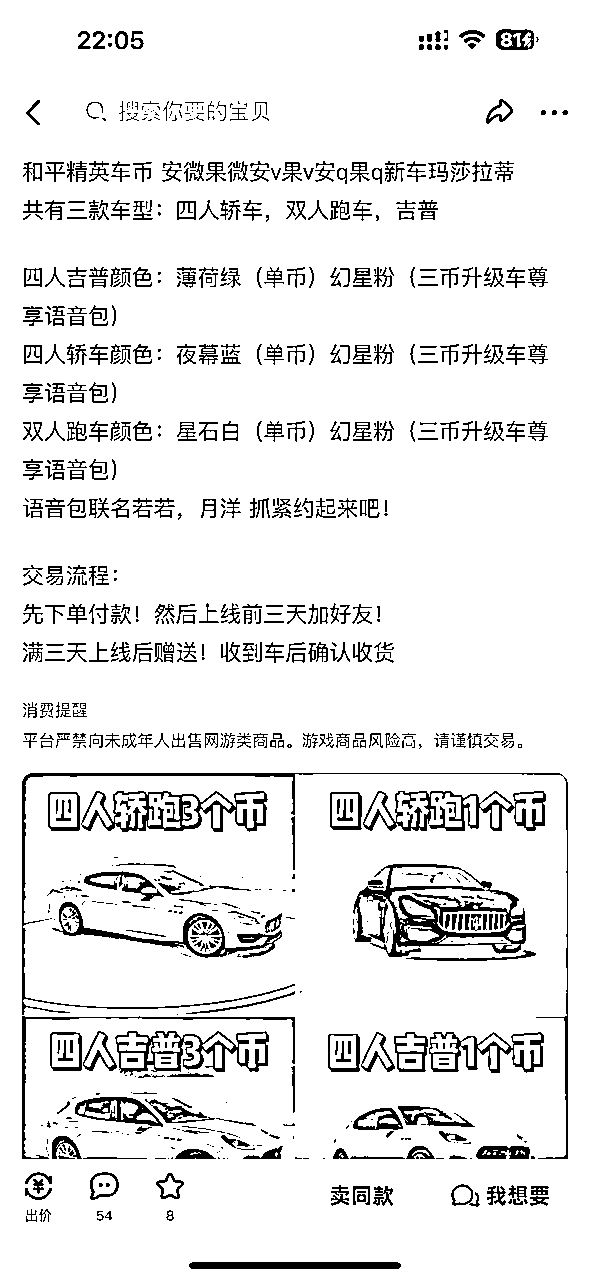 22:05
81
搜索你要的宝贝
和平精英车币 安微果微安v果v安q果q新车玛莎拉蒂
共有三款车型：四人轿车，双人跑车，吉普
四人吉普颜色：薄荷绿（单币）幻星粉（三币升级车尊
享语音包）
四人轿车颜色：夜幕蓝（单币）幻星粉（三币升级车尊
享语音包）
双人跑车颜色：星石白（单币）幻星粉（三币升级车尊
享语音包）
语音包联名若若，月洋 抓紧约起来吧！
交易流程：
先下单付款！然后上线前三天加好友！
满三天上线后赠送！收到车后确认收货
消费提醒
平台严禁向未成年人出售网游类商品。游戏商品风险高，请谨慎交易。
四人轿跑3个币
四人轿跑1个币
四人吉普3个币
四人吉普1个币
出价
54
8
卖同款
我想要